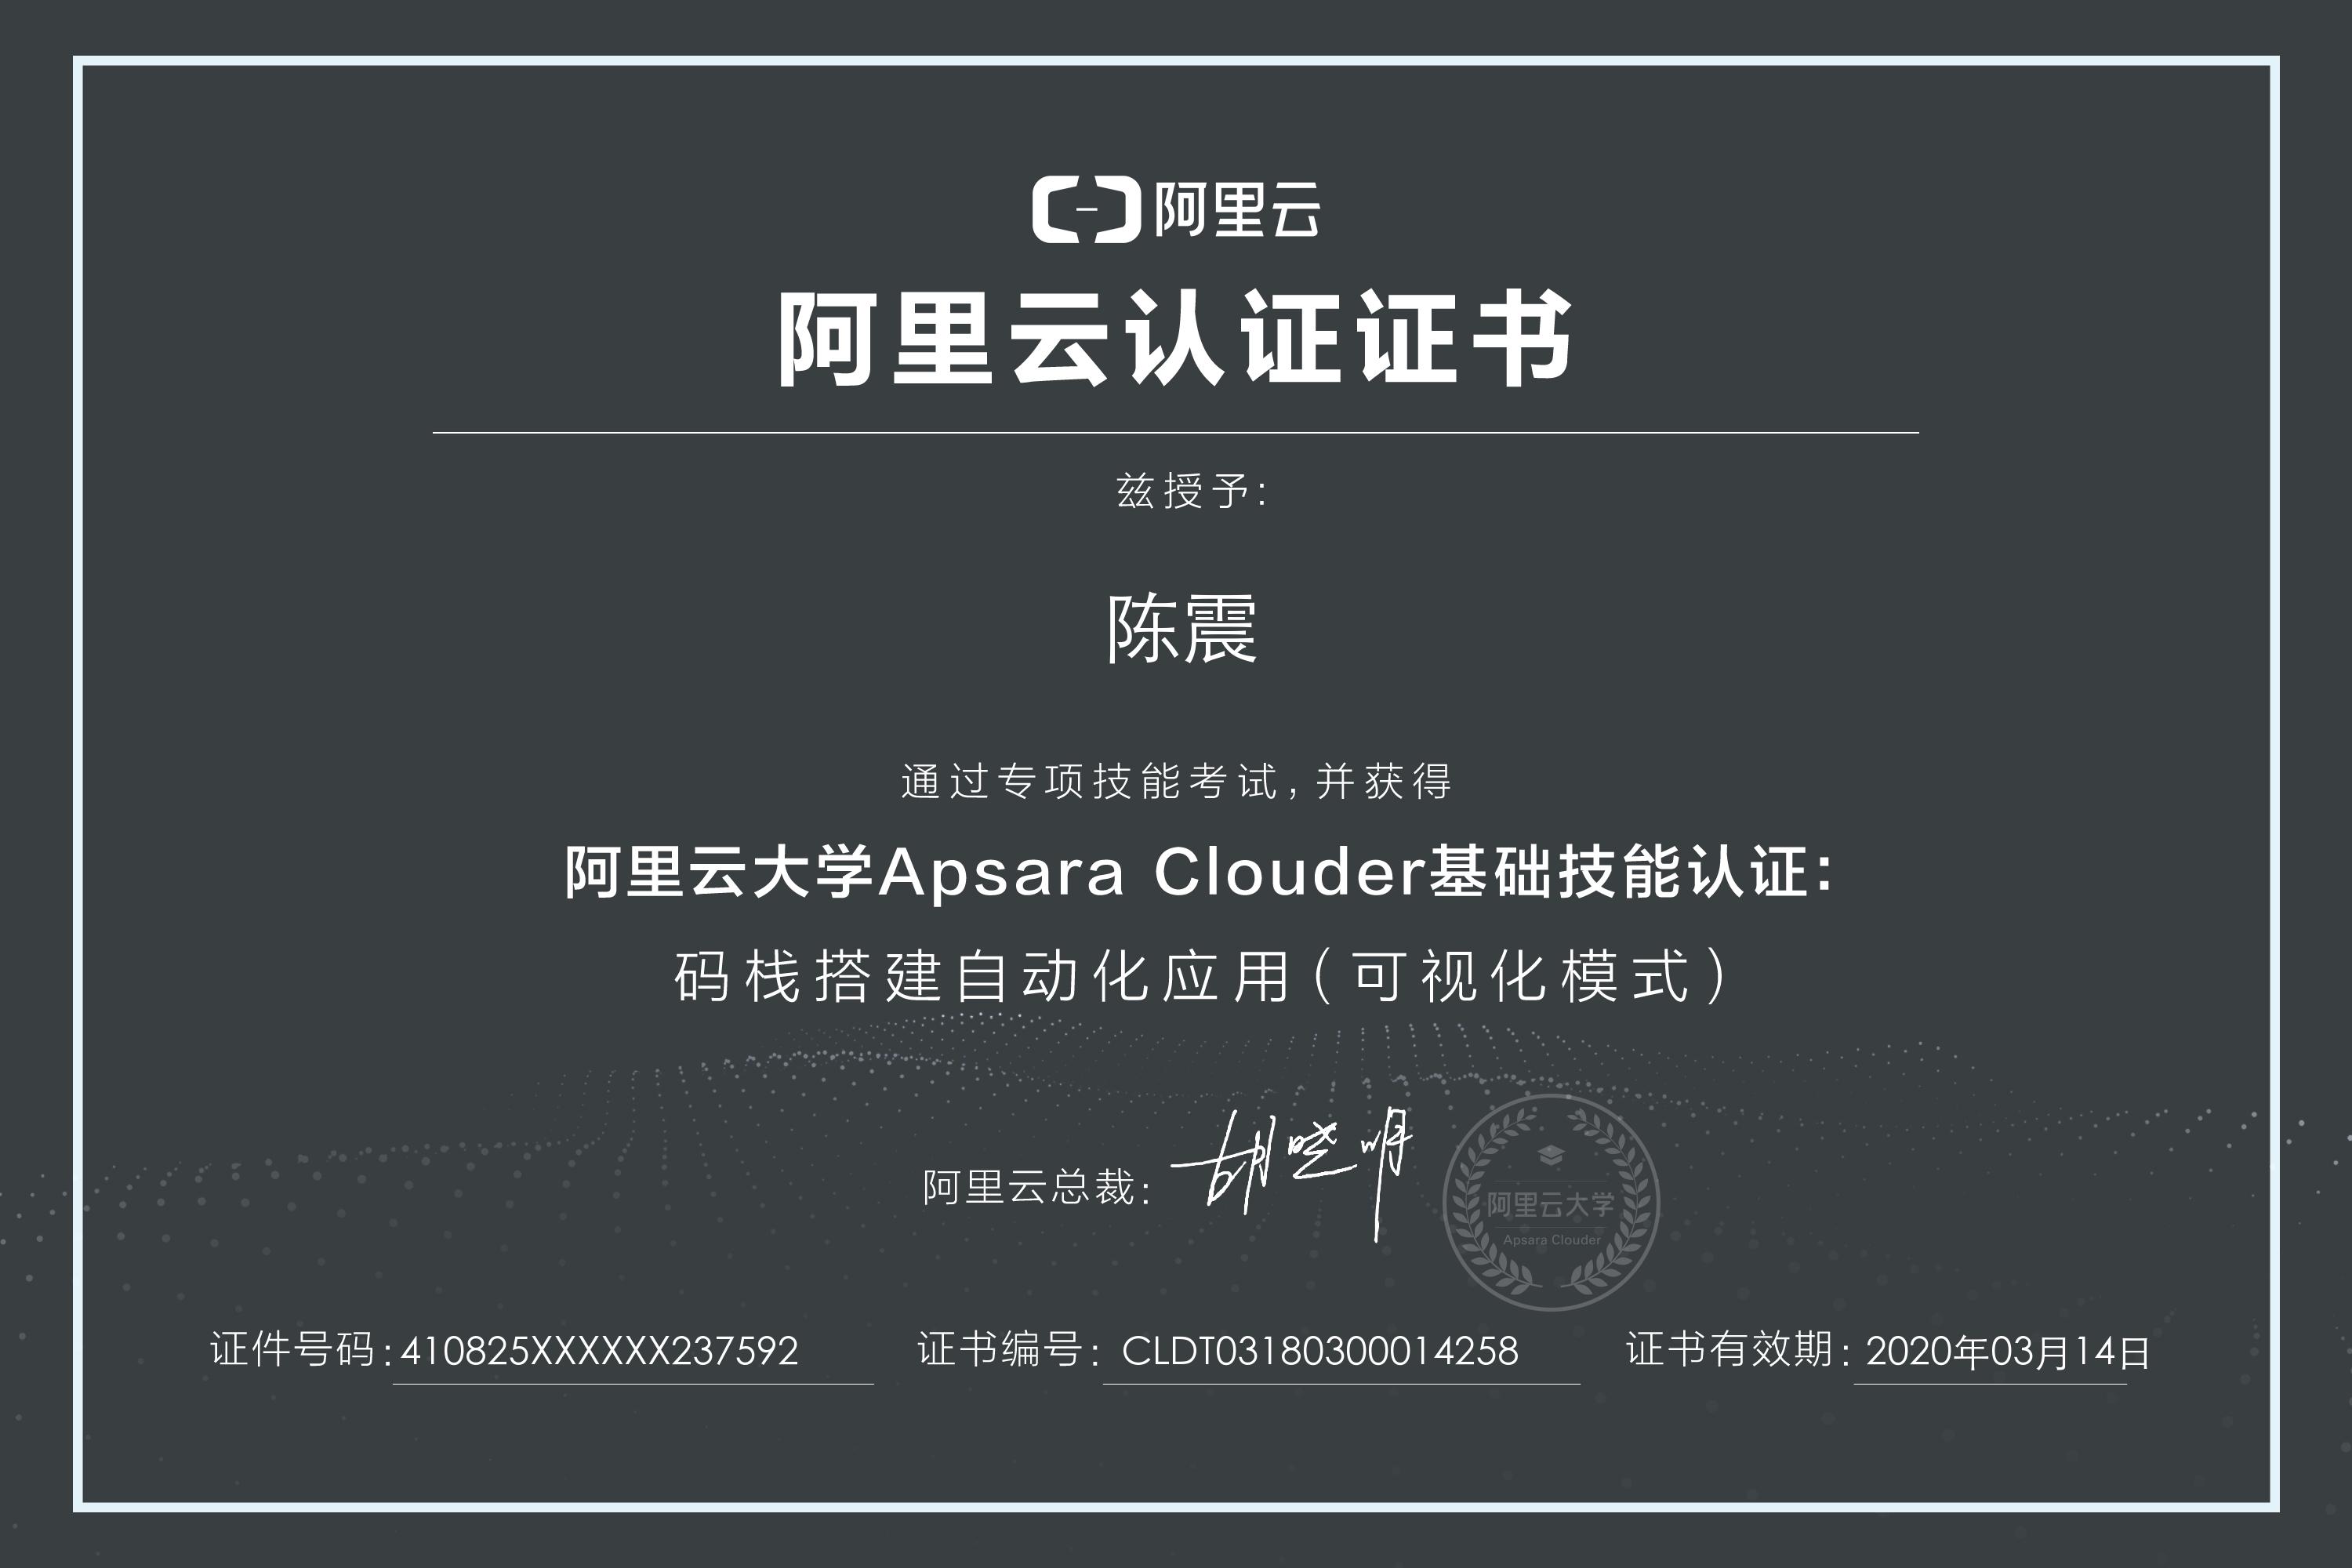 阿里云
阿里云认证证书
兹授予：
陈震
通过专项技能考试，并获得
阿里云大学Apsara Clouder基础技能认证：
码栈搭建自动化应用（可视化模式）
阿里云总裁：
阿里云大学
Apsara Clouder
证件号码：410825XXXXXXX237592 证书编号：CLDT03180300014258 证书有效期：2020年03月14日